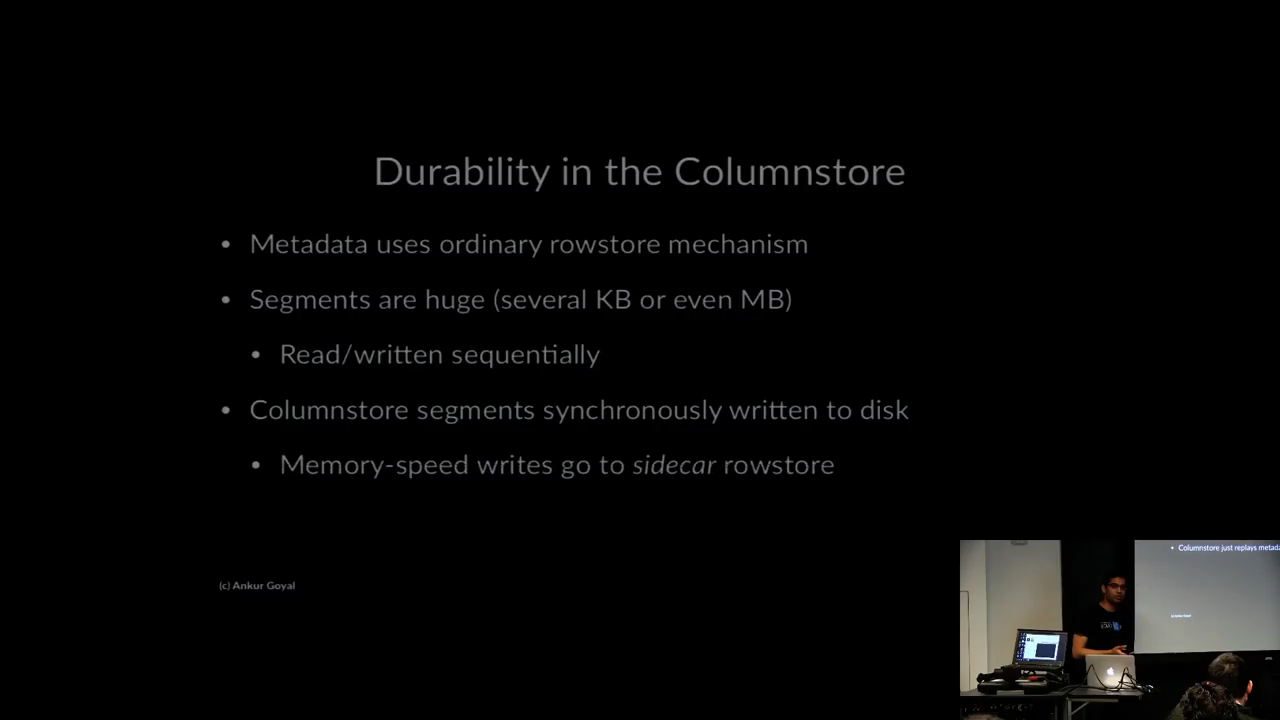 Durability in the Columnstore
• Metadata uses ordinary rowstore mechanism
• Segments are huge (several KB or even MB)
• Read/written sequentially
• Columnstore segments synchronously written to disk
• Memory-speed writes go to sidecar rowstore
(c) Ankur Goyal
• Columnstore just replays metada